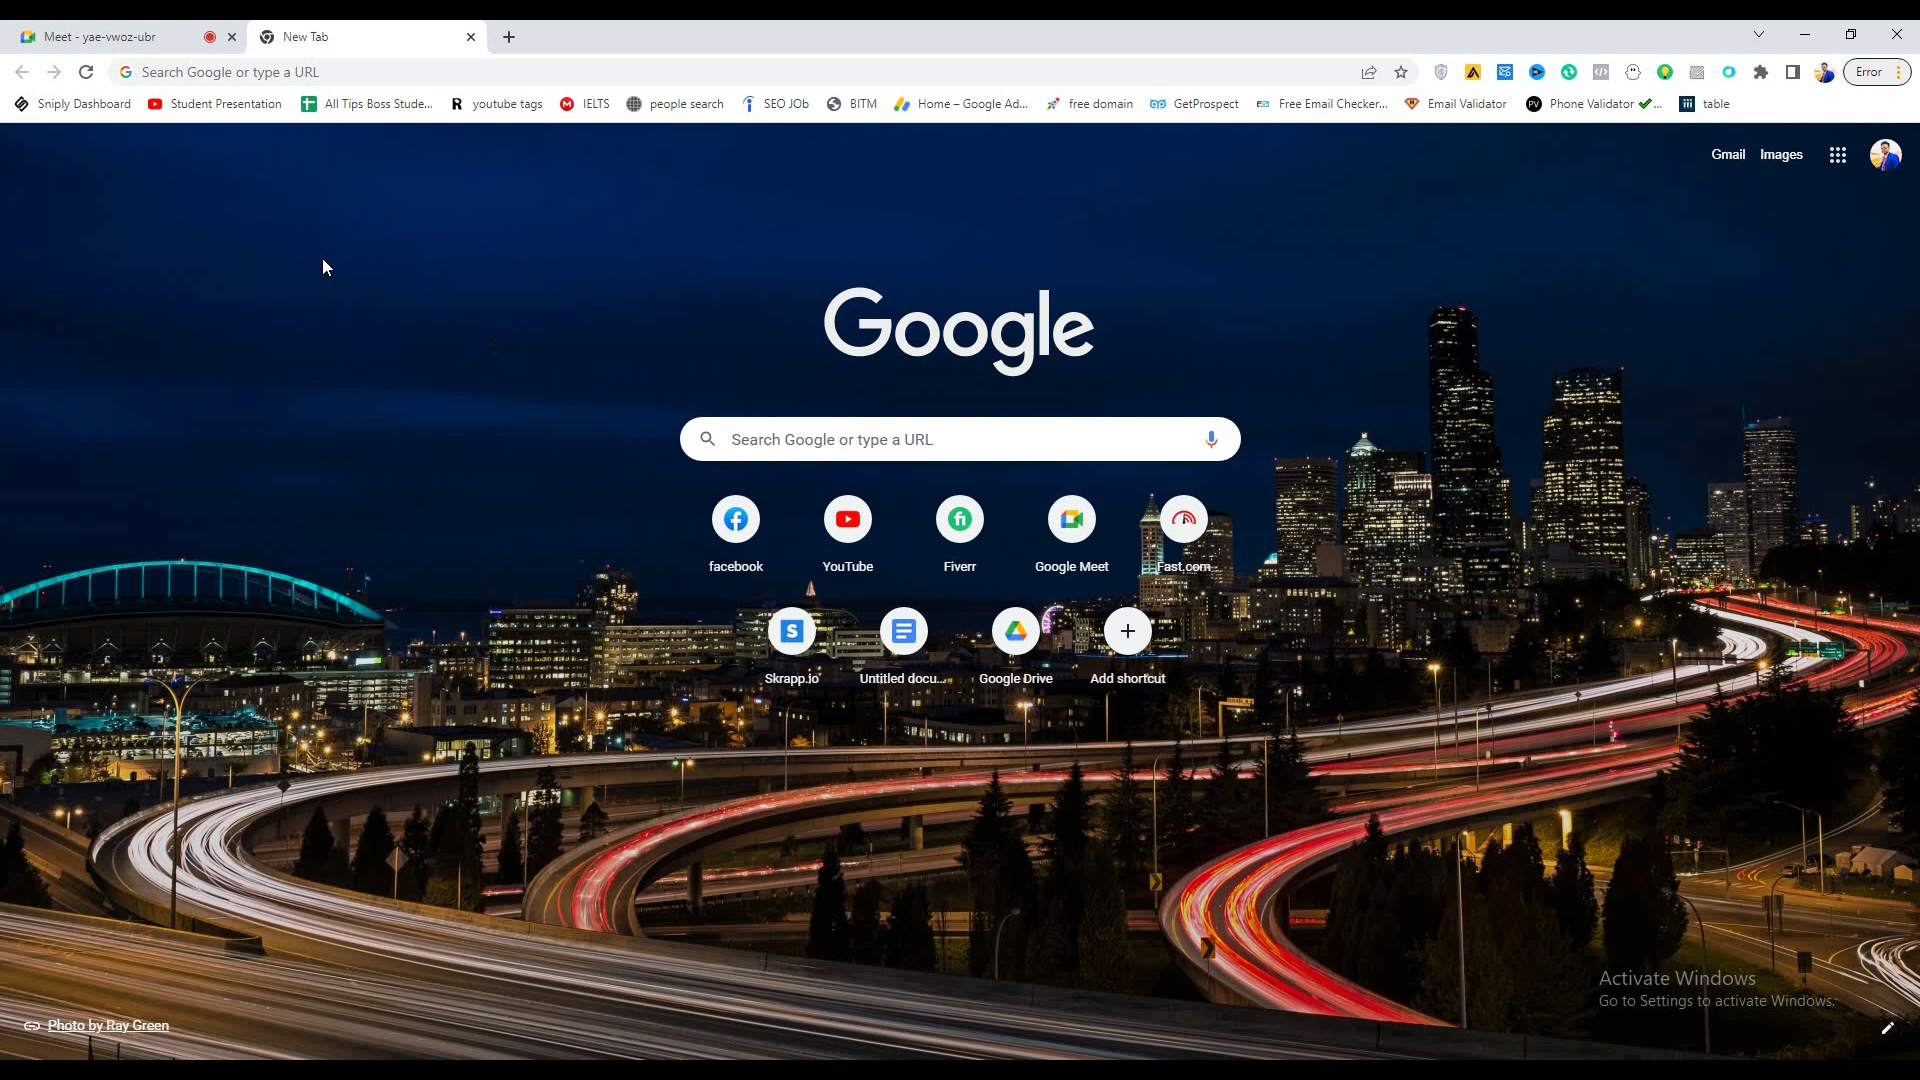 Meet - yae-vwoz-ubr
New Tab
Search Google or type a URL
Error
Sniply Dashboard
Student Presentation
All Tips Boss Stude...
R youtube tags
IELTS
people search
SEO JOb
BITM
Home – Google Ad...
free domain
GetProspect
Free Email Checker...
Email Validator
PV Phone Validator ✔...
table
Gmail Images
Google
Search Google or type a URL
facebook
YouTube
Fiverr
Google Meet
Fast.com
Skrapp.io
Untitled docu...
Google Drive
Add shortcut
Activate Windows
Go to Settings to activate Windows.
Photo by Ray Green